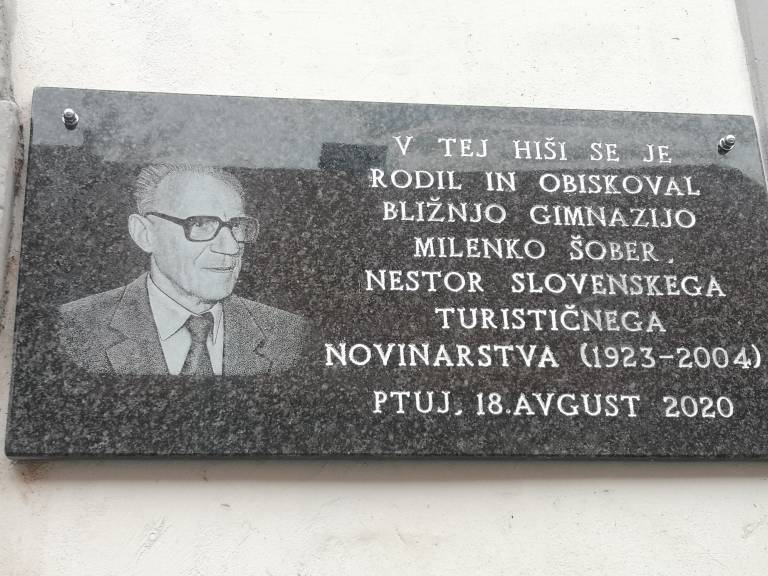 V TEJ HIŠI SE JE
RODIL IN OBISKOVAL
BLIŽNJO GIMNAZIJO
MILENKO ŠOBER,
NESTOR SLOVENSKEGA
TURISTIČNEGA
NOVINARSTVA (1923-2004)
PTUJ, 18.AVGUST 2020